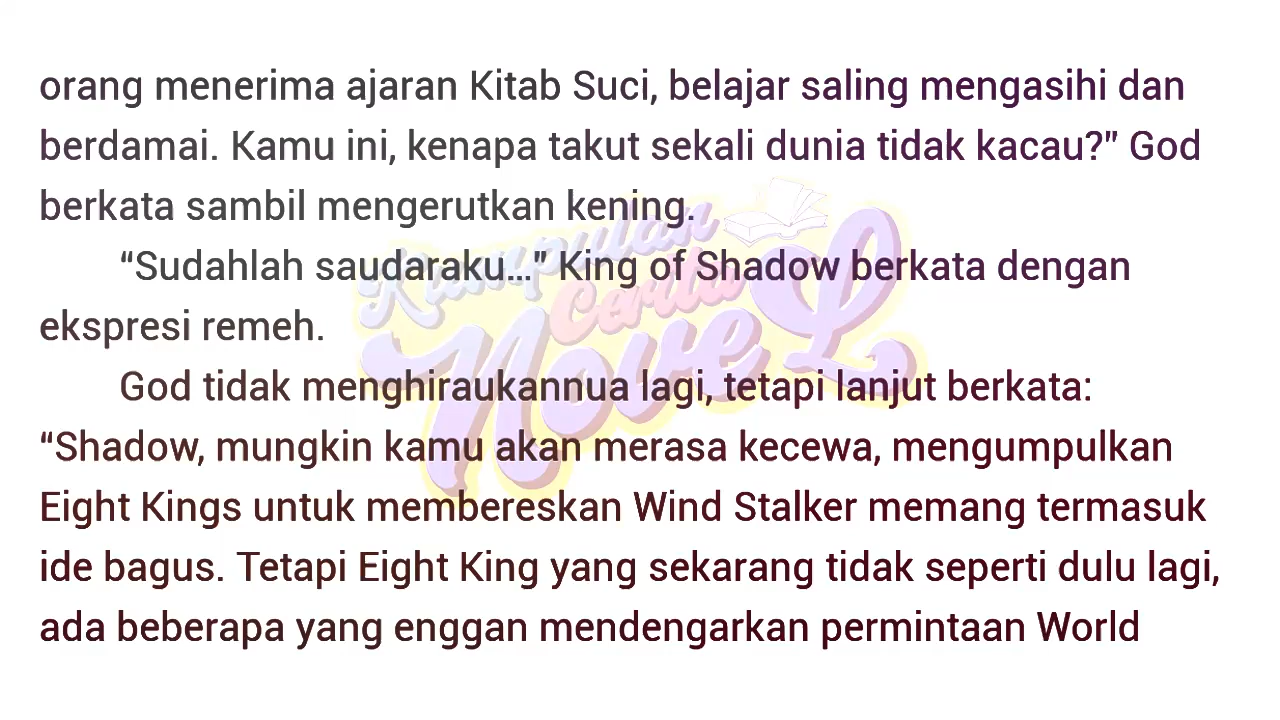 orang menerima ajaran Kitab Suci, belajar saling mengasihi dan
berdamai. Kamu ini, kenapa takut sekali dunia tidak kacau?” God
berkata sambil mengerutkan kening.
“Sudahlah saudaraku...” King of Shadow berkata dengan
ekspresi remeh.
God tidak menghiraukannua lagi, tetapi lanjut berkata:
“Shadow, mungkin kamu akan merasa kecewa, mengumpulkan
Eight Kings untuk membereskan Wind Stalker memang termasuk
ide bagus. Tetapi Eight King yang sekarang tidak seperti dulu lagi,
ada beberapa yang enggan mendengarkan permintaan World
Kumpulan
Cerita
NoveL